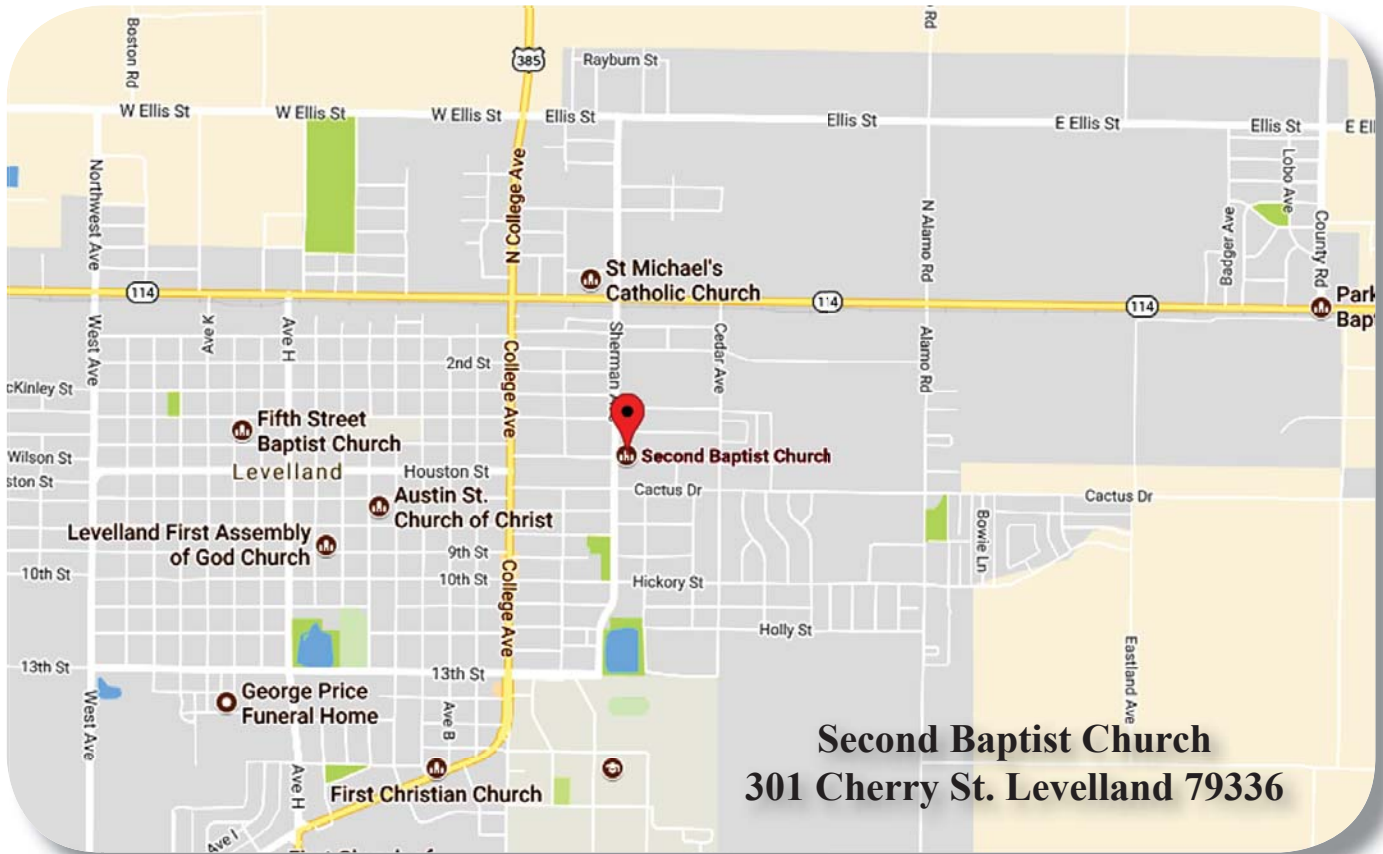 Boston Rd
385
Rayburn St
Rd
W Ellis St
W Ellis St
W Ellis St
Ellis St
Ellis St
E Ellis St
Ellis St
Northwest Ave
N College Ave
N Alamo Rd
Badger Ave
Lobo Ave
County Rd
St Michael's
Catholic Church
114
114
114
West Ave
Ave K
Ave H
College Ave
Sherman
Cedar Ave
Alamo Rd
2nd St
Fifth Street
Baptist Church
Second Baptist Church
Wilson St
Levelland
Houston St
Cactus Dr
Cactus Dr
Austin St.
Church of Christ
Bowie Ln
Levelland First Assembly
of God Church
9th St
10th St
10th St
Hickory St
College Ave
Holly St
13th St
13th St
Eastland Ave
West Ave
George Price
Funeral Home
Ave B
Ave H
First Christian Church
Ave I
Second Baptist Church
301 Cherry St. Levelland 79336